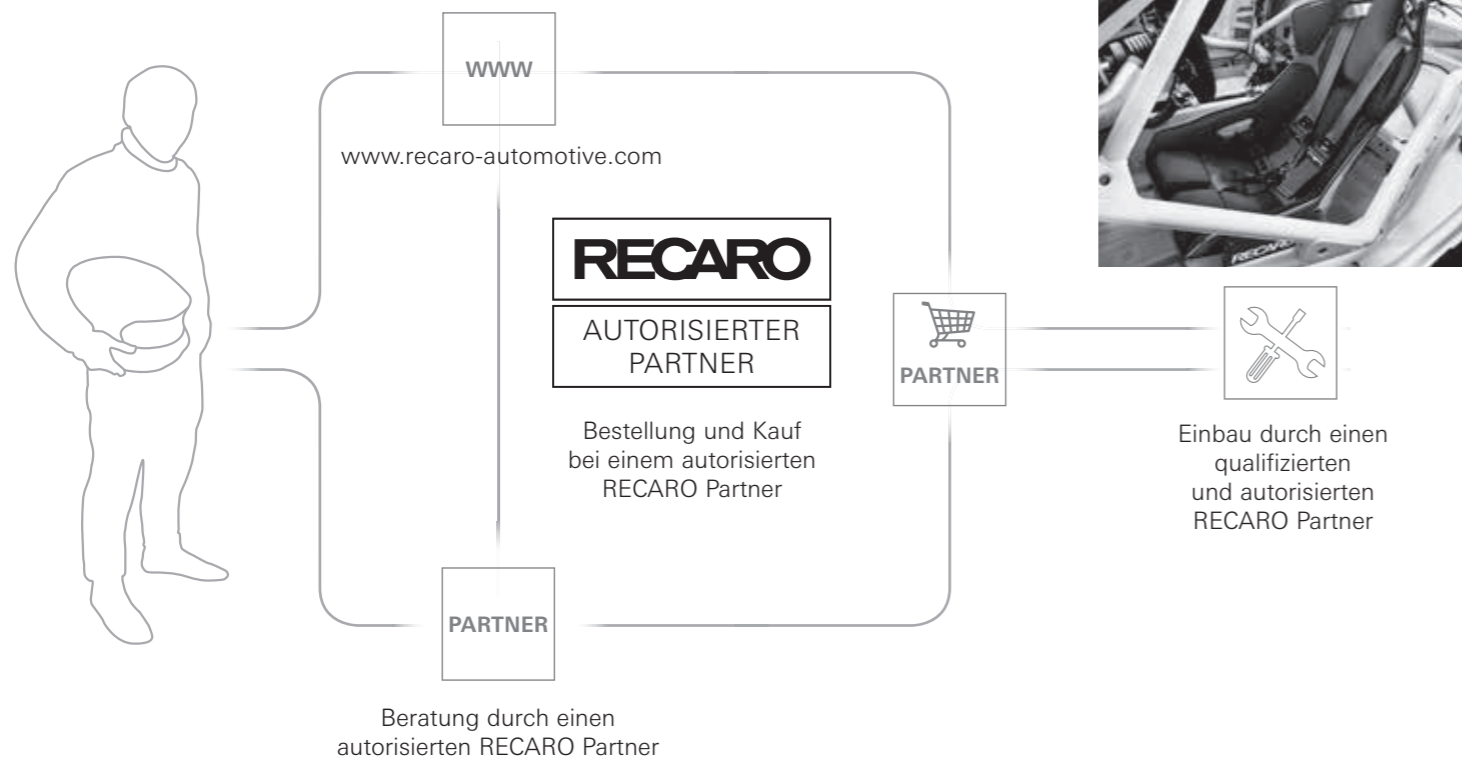 WWW
www.recaro-automotive.com
RECARO
AUTORISIERTER
PARTNER
Bestellung und Kauf
bei einem autorisierten
RECARO Partner
PARTNER
Einbau durch einen
qualifizierten
und autorisierten
RECARO Partner
PARTNER
Beratung durch einen
autorisierten RECARO Partner
RECARO